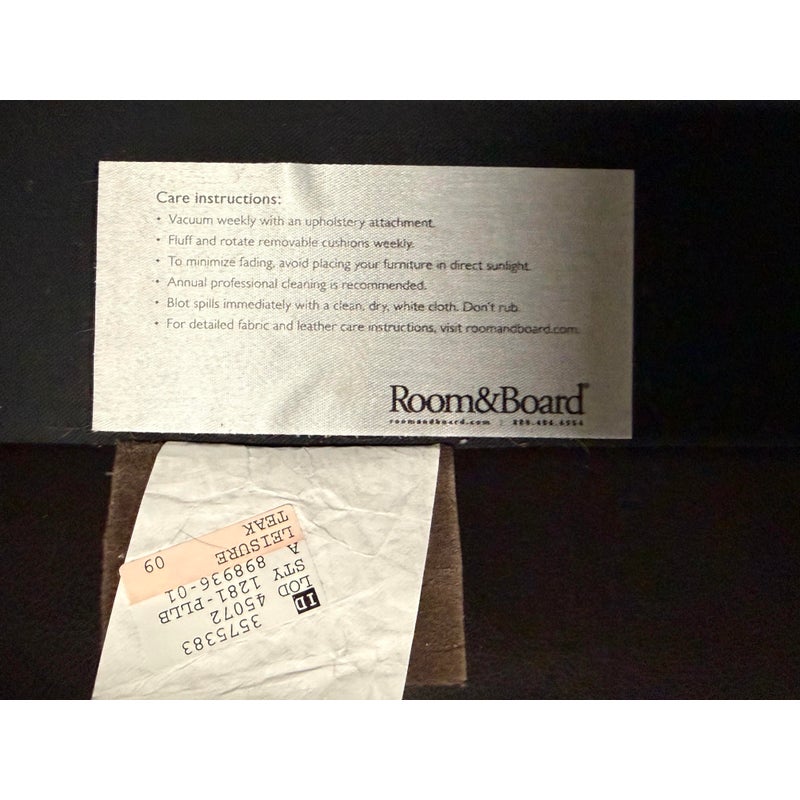 Care instructions:
• Vacuum weekly with an upholstery attachment.
• Fluff and rotate removable cushions weekly.
• To minimize fading, avoid placing your furniture in direct sunlight.
• Annual professional cleaning is recommended.
• Blot spills immediately with a clean, dry, white cloth. Don't rub.
• For detailed fabric and leather care instructions, visit roomandboard.com.
Room&Board®
roomandboard.com | 
ID 3575383
LOD 45072
STY 1281-PLLB
A 898936-01
LEISURE 09
TEAK